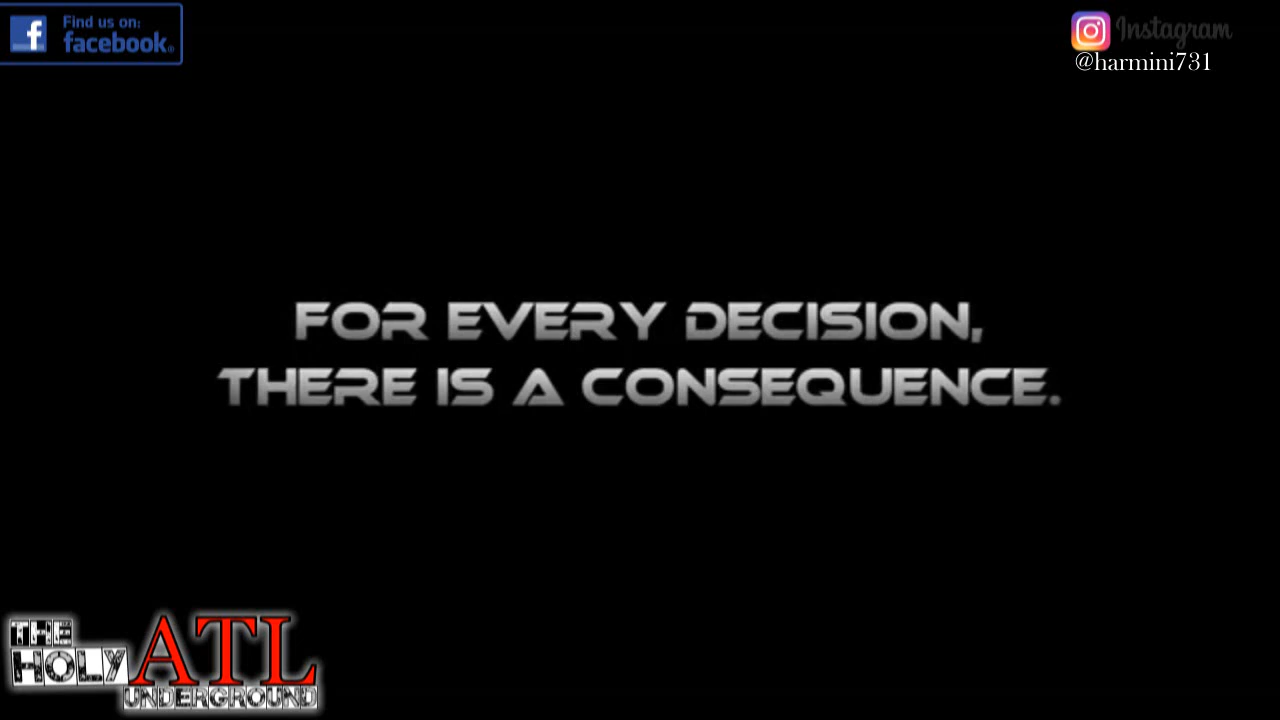 Find us on:
facebook®
Instagram
@harmini731
FOR EVERY DECISION,
THERE IS A CONSEQUENCE.
THE
HOLY ATL
UNDERGROUND